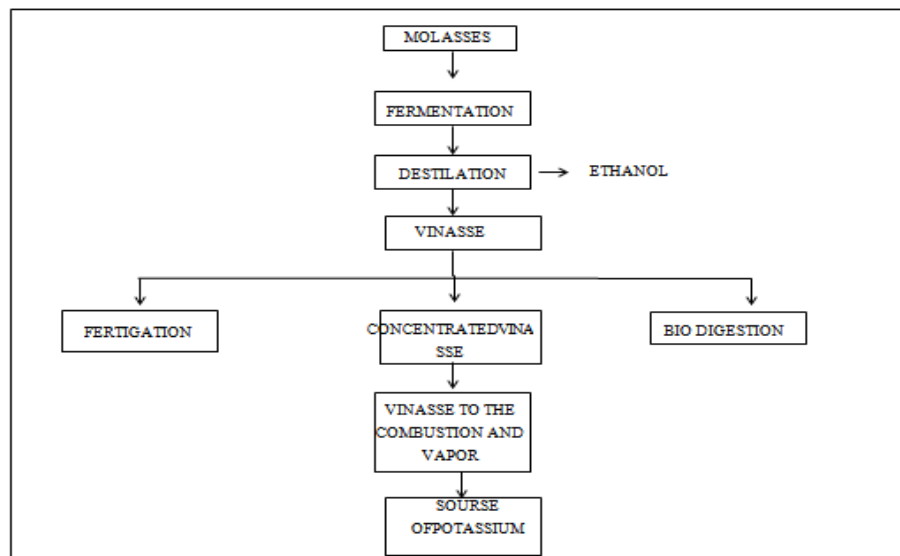 MOLASSES
FERMENTATION
DESTILATION
ETHANOL
VINASSE
FERTIGATION
CONCENTRATEDVINA
SSE
BIO DIGESTION
VINASSE TO THE
COMBUSTION AND
VAPOR
SOURSE
OFPOTASSIUM